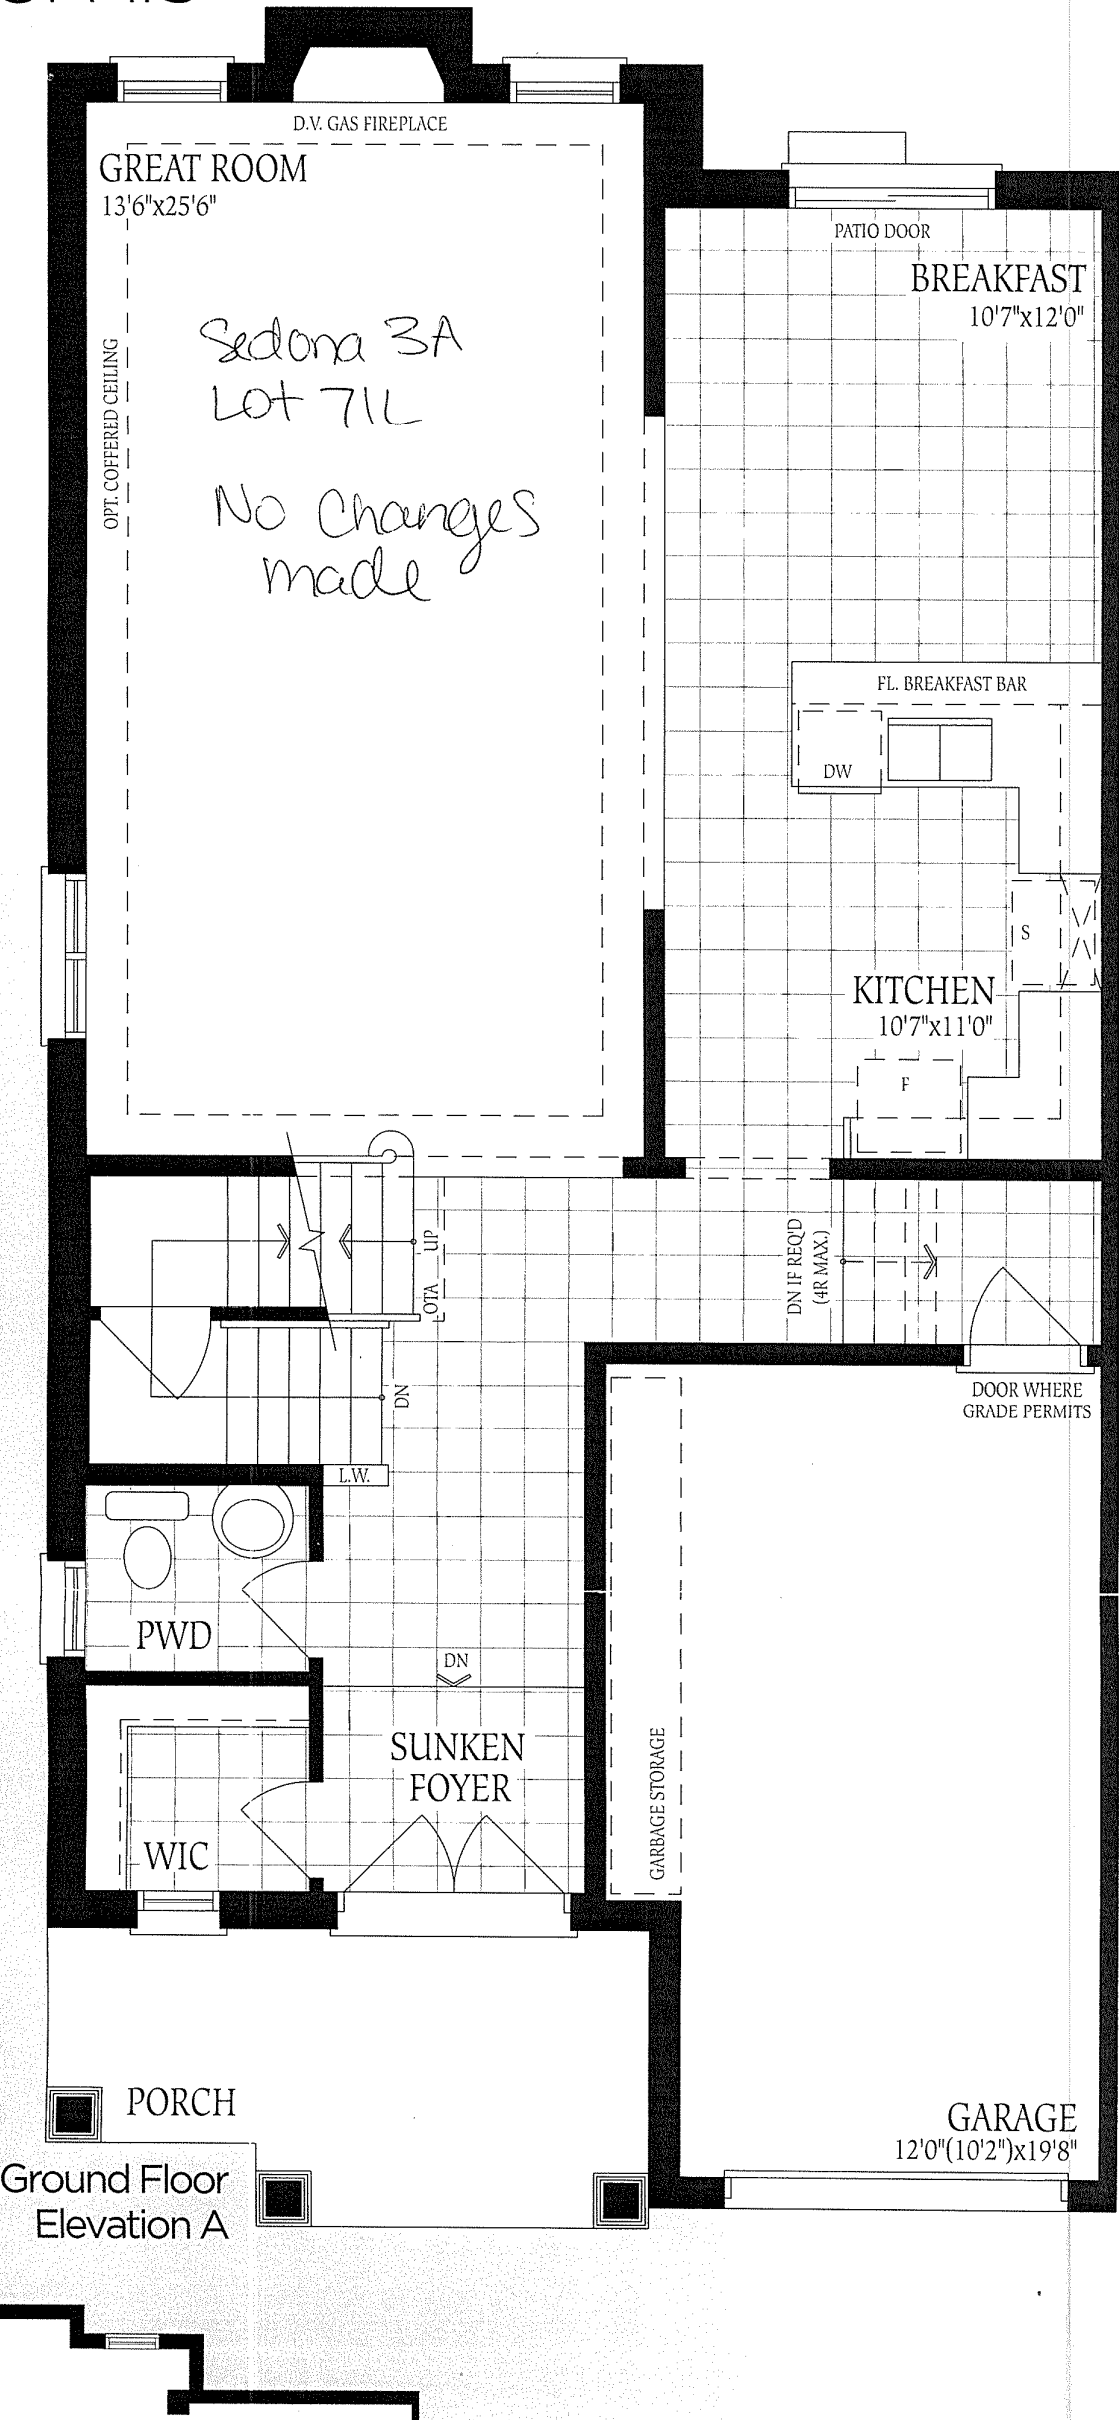 D.V. GAS FIREPLACE
GREAT ROOM
13'6"x25'6"
PATIO DOOR
BREAKFAST
10'7"x12'0"
OPT. COFFERED CEILING
Sedona 3A
Lot 71L
No Changes
made
FL. BREAKFAST BAR
DW
S
KITCHEN
10'7"x11'0"
F
UP
OTA
DN IF REQ'D
(4R MAX.)
DN
DOOR WHERE
GRADE PERMITS
L.W.
PWD
DN
SUNKEN
FOYER
WIC
GARBAGE STORAGE
PORCH
GARAGE
12'0"(10'2")x19'8"
Ground Floor
Elevation A